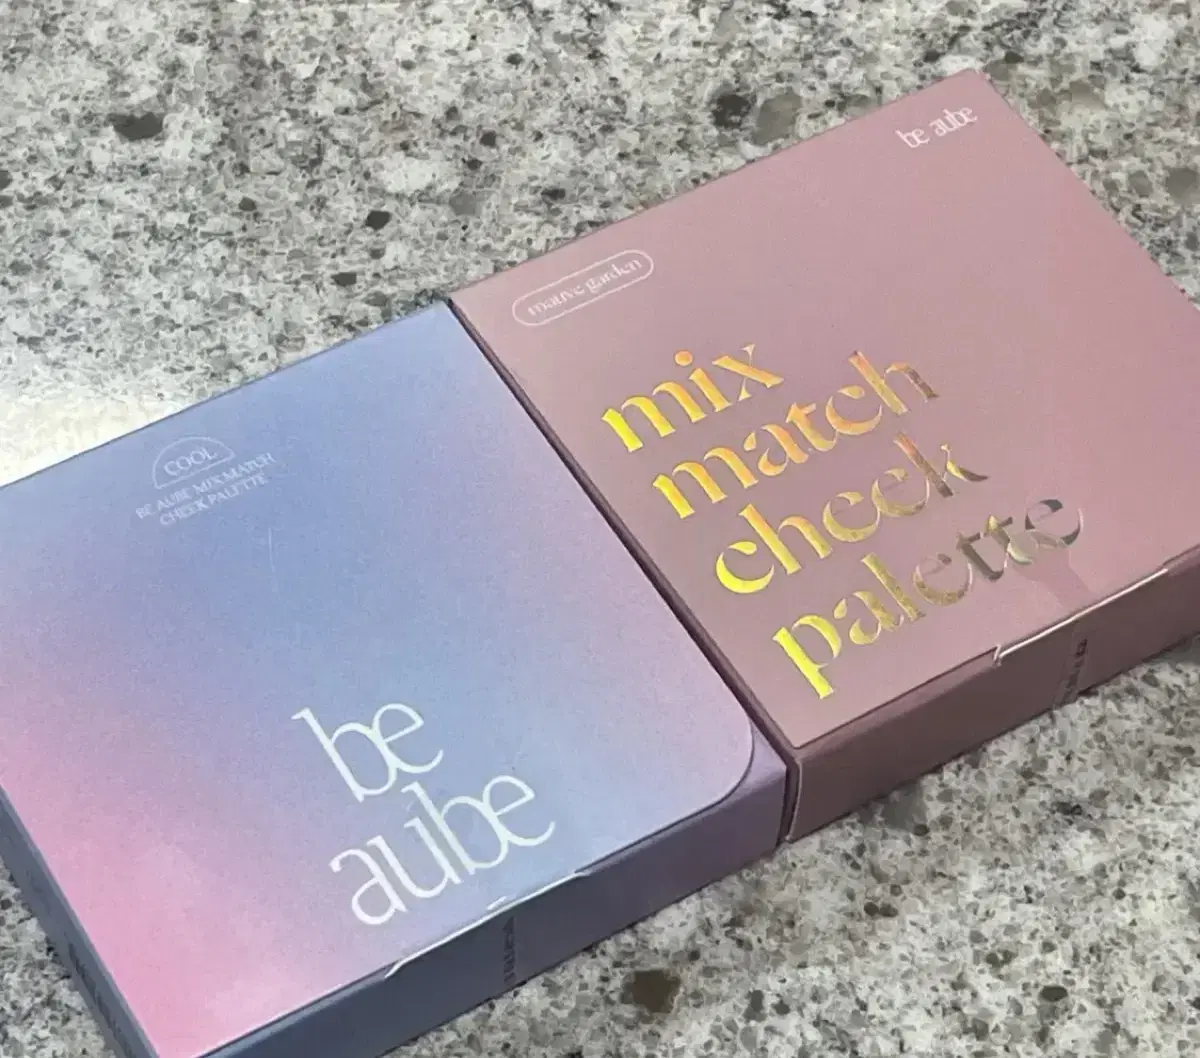 COOL
BE AUBE MIX MATCH
CHEEK PALETTE
be
aube
be aube
mauve garden
mix
match
cheek
palette